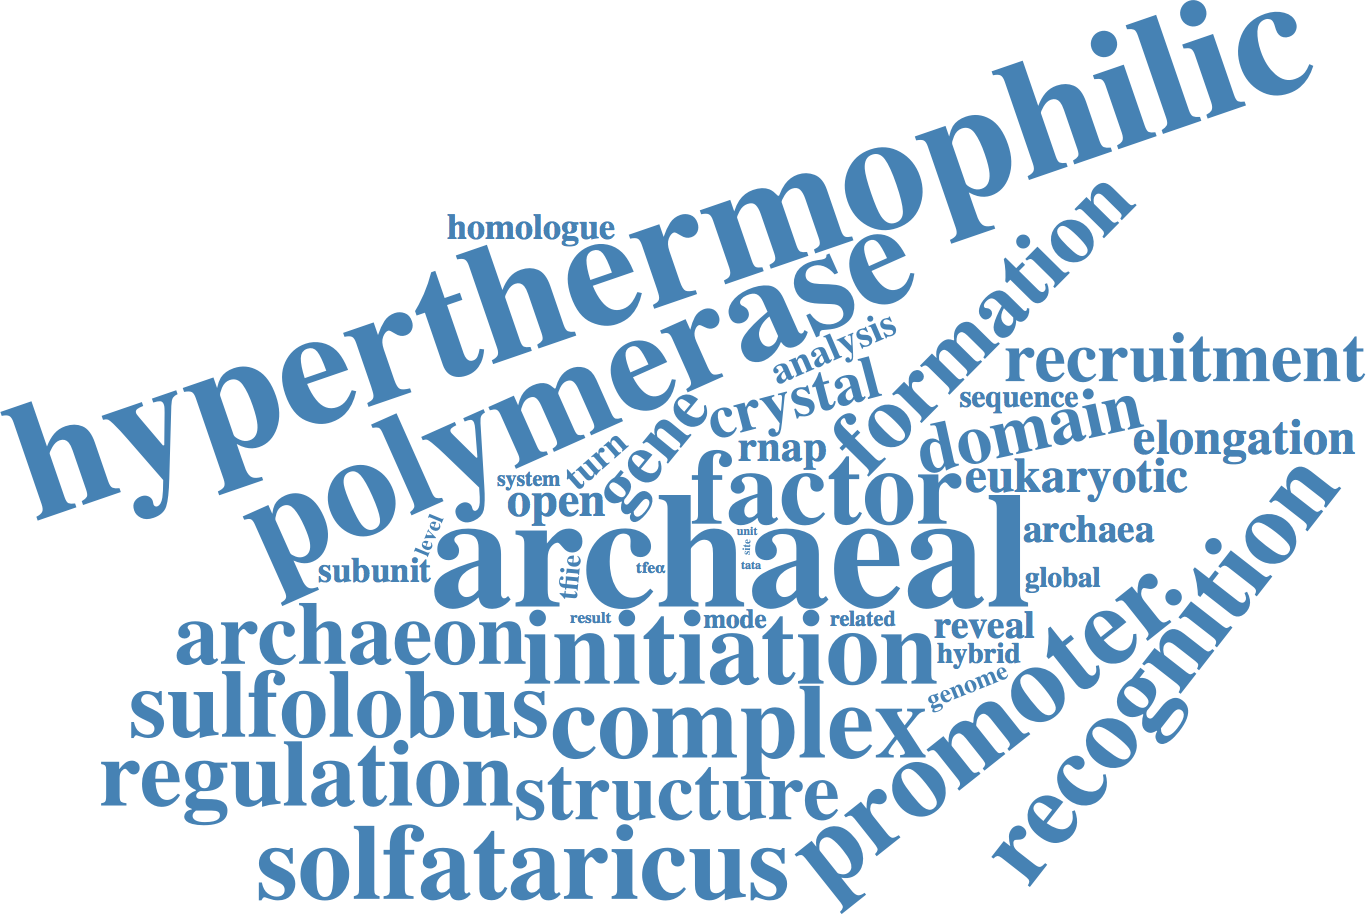 hyperthermophilic
homologue
polymerase
formation
analysis
recruitment
crystal
sequence
gene
domain
rnap
elongation
turn
system
factor
eukaryotic
open
recognition
archaeal
archaea
level
unit
site
tfiie
tfeα
tata
subunit
global
promoter
result
mode
related
reveal
archaeon
initiation
hybrid
genome
sulfolobus
complex
regulation
structure
solfataricus